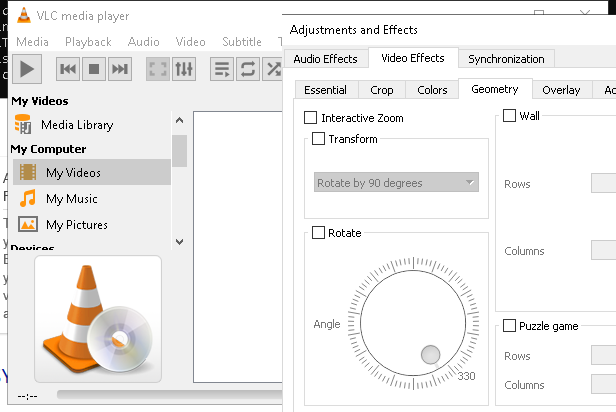 VLC media player
Media Playback Audio Video Subtitle
My Videos
Media Library
My Computer
My Videos
My Music
My Pictures
Devices
--:--
Adjustments and Effects
Audio Effects Video Effects Synchronization
Essential Crop Colors Geometry Overlay
Interactive Zoom
Transform
Rotate by 90 degrees
Rotate
Angle
330
Wall
Rows
Columns
Puzzle game
Rows
Columns